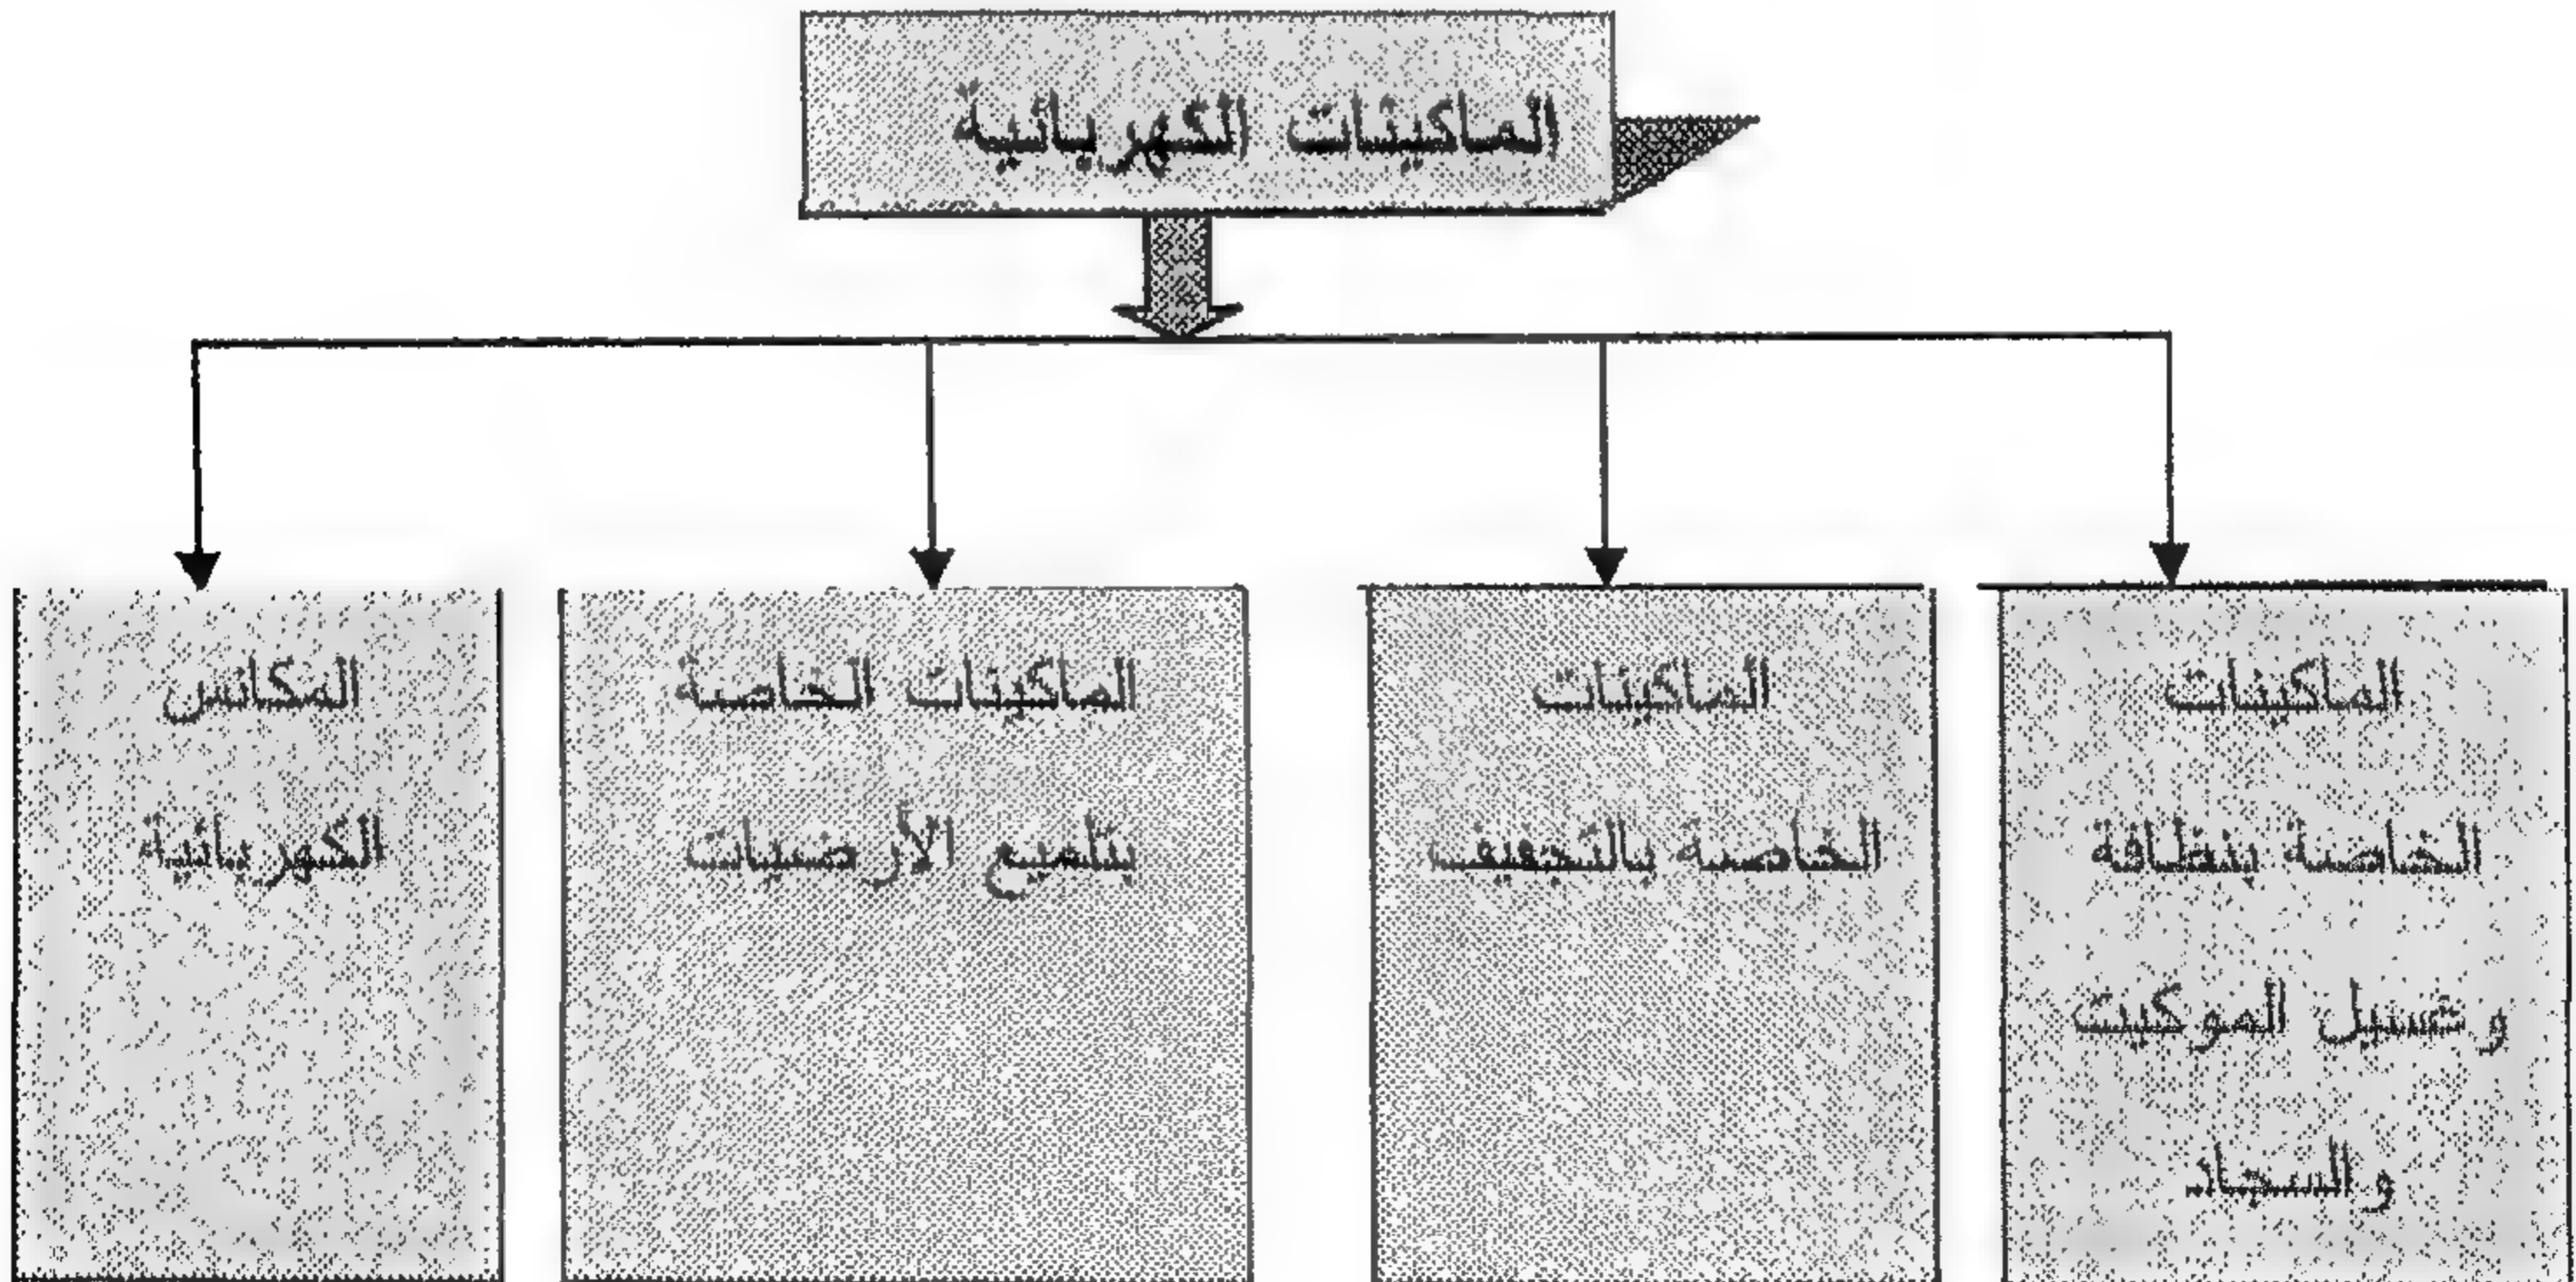 الماكينات الكهربائية
الماكينات
الخاصة بنظافة
وغسيل الموكيت
والسجاد
الماكينات
الخاصة بالتجفيف
الماكينات الخاصة
بتلميع الأرضيات
المكانس
الكهربائية